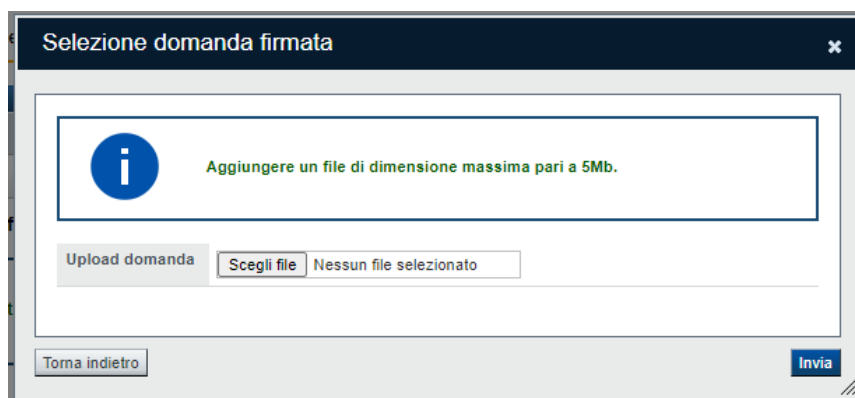 Selezione domanda firmata
Aggiungere un file di dimensione massima pari a 5Mb.
Upload domanda
Scegli file Nessun file selezionato
Torna indietro
Invia